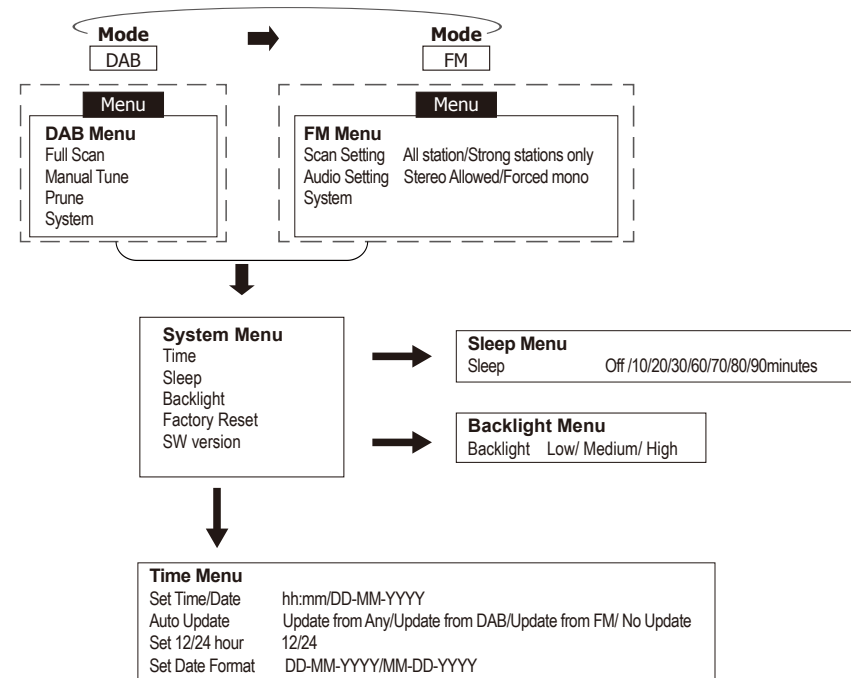 Mode
DAB
Mode
FM
Menu
DAB Menu
Full Scan
Manual Tune
Prune
System
Menu
FM Menu
Scan Setting All station/Strong stations only
Audio Setting Stereo Allowed/Forced mono
System
System Menu
Time
Sleep
Backlight
Factory Reset
SW version
Sleep Menu
Sleep Off /10/20/30/60/70/80/90minutes
Backlight Menu
Backlight Low/ Medium/ High
Time Menu
Set Time/Date hh:mm/DD-MM-YYYY
Auto Update Update from Any/Update from DAB/Update from FM/ No Update
Set 12/24 hour 12/24
Set Date Format DD-MM-YYYY/MM-DD-YYYY